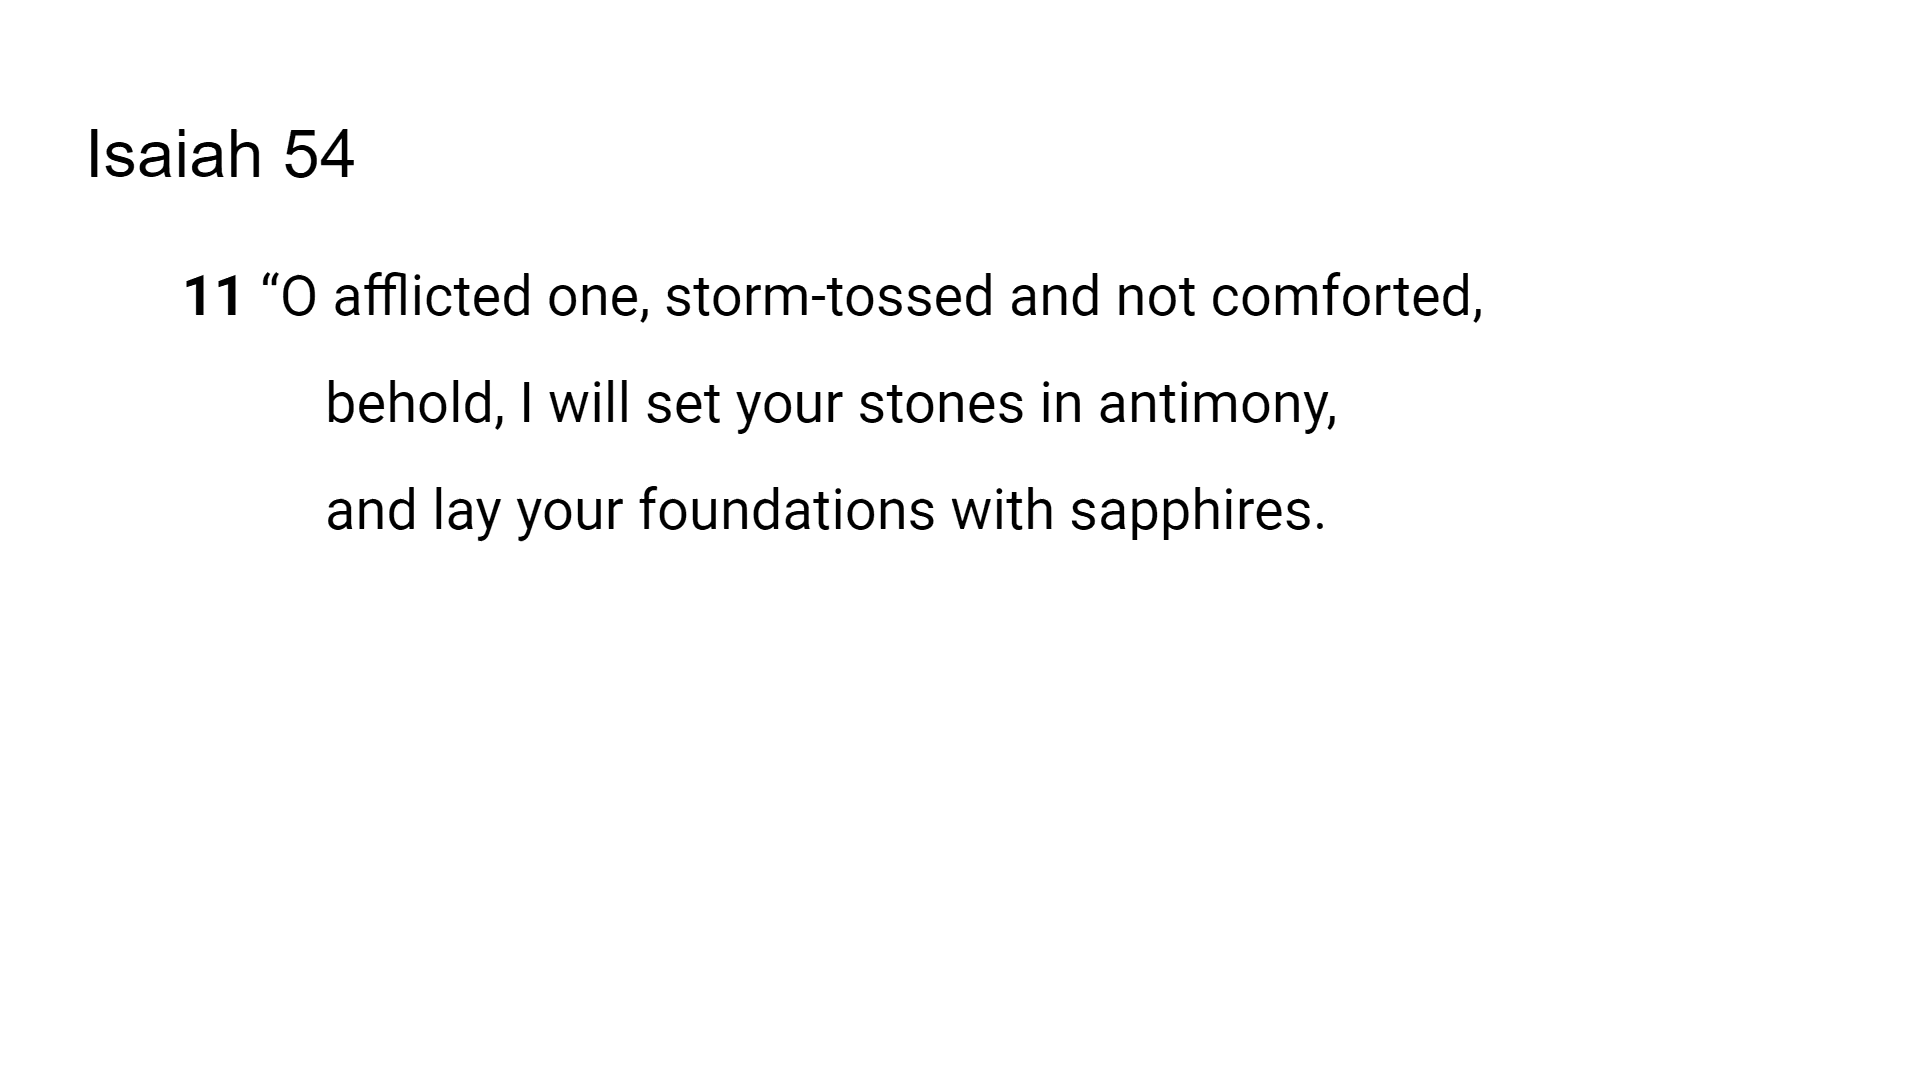 Isaiah 54
11 “O afflicted one, storm-tossed and not comforted,
behold, I will set your stones in antimony,
and lay your foundations with sapphires.